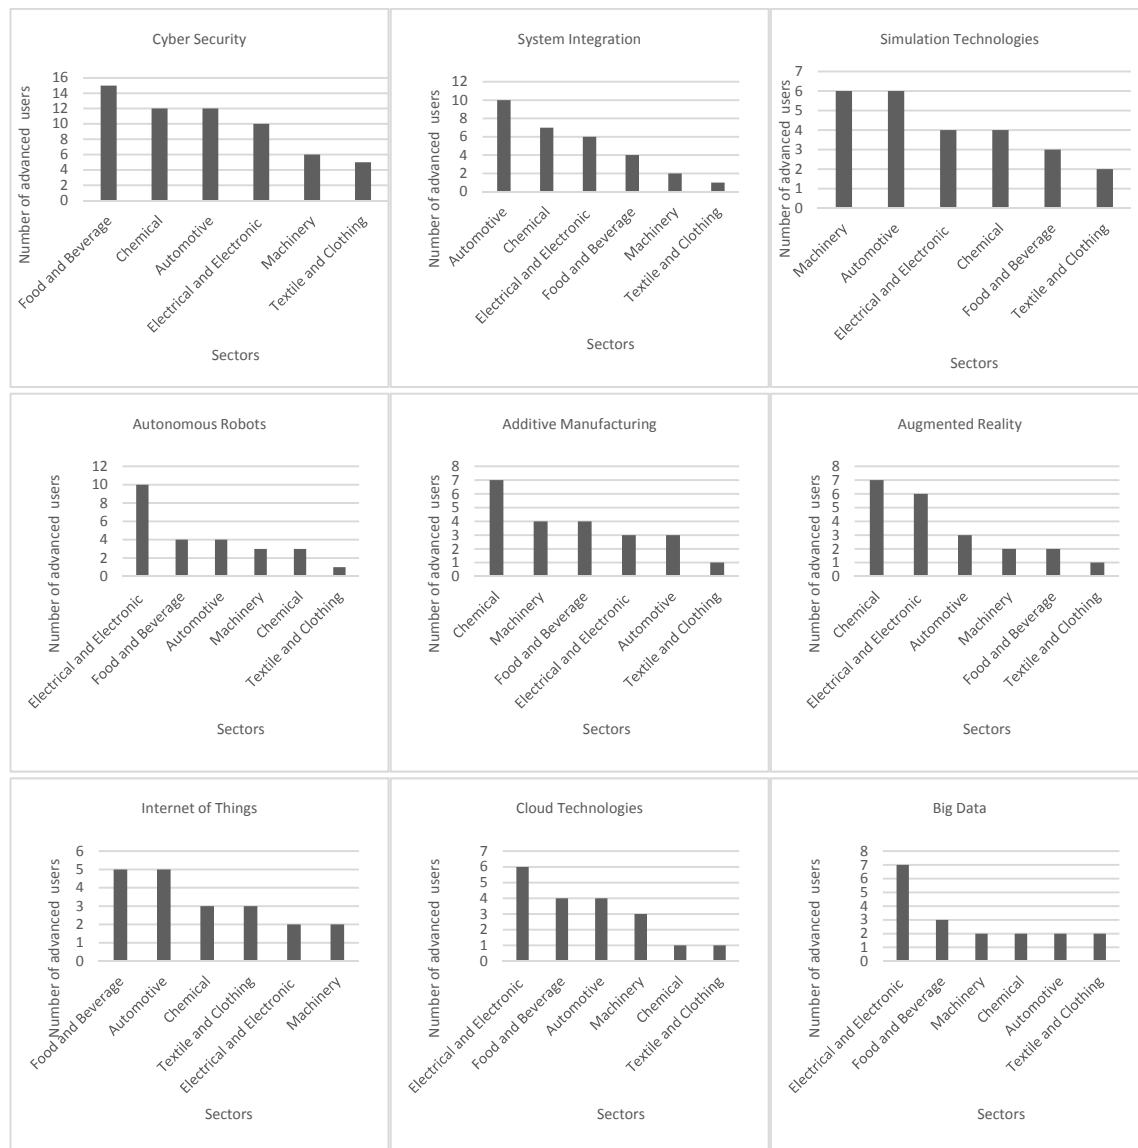 Cyber Security
Number of advanced users
16
14
12
10
8
6
4
2
0
Food and Beverage
Chemical
Automotive
Electrical and Electronic
Machinery
Textile and Clothing
Sectors
System Integration
Number of advanced users
12
10
8
6
4
2
0
Automotive
Chemical
Electrical and Electronic
Food and Beverage
Machinery
Textile and Clothing
Sectors
Simulation Technologies
Number of advanced users
7
6
5
4
3
2
1
0
Machinery
Automotive
Electrical and Electronic
Chemical
Food and Beverage
Textile and Clothing
Sectors
Autonomous Robots
Number of advanced users
12
10
8
6
4
2
0
Electrical and Electronic
Food and Beverage
Automotive
Machinery
Chemical
Textile and Clothing
Sectors
Additive Manufacturing
Number of advanced users
8
7
6
5
4
3
2
1
0
Chemical
Machinery
Food and Beverage
Electrical and Electronic
Automotive
Textile and Clothing
Sectors
Augmented Reality
Number of advanced users
8
7
6
5
4
3
2
1
0
Chemical
Electrical and Electronic
Automotive
Machinery
Food and Beverage
Textile and Clothing
Sectors
Internet of Things
Number of advanced users
6
5
4
3
2
1
0
Food and Beverage
Automotive
Chemical
Textile and Clothing
Electrical and Electronic
Machinery
Sectors
Cloud Technologies
Number of advanced users
7
6
5
4
3
2
1
0
Electrical and Electronic
Food and Beverage
Automotive
Machinery
Chemical
Textile and Clothing
Sectors
Big Data
Number of advanced users
8
7
6
5
4
3
2
1
0
Electrical and Electronic
Food and Beverage
Machinery
Chemical
Automotive
Textile and Clothing
Sectors